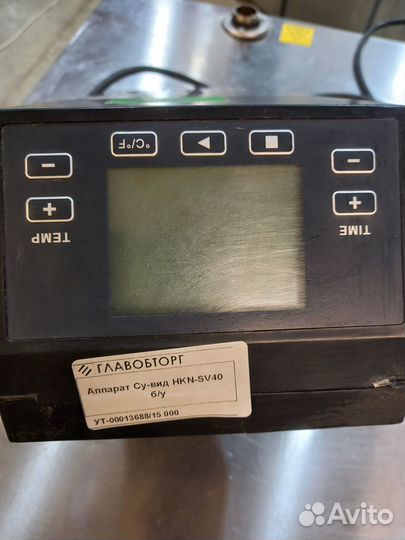 °C/°F
TEMP
TIME
ГЛАВОБТОРГ
Аппарат Су-вид HKN-SV40
б/у
УТ-00013688/15 000
Avito